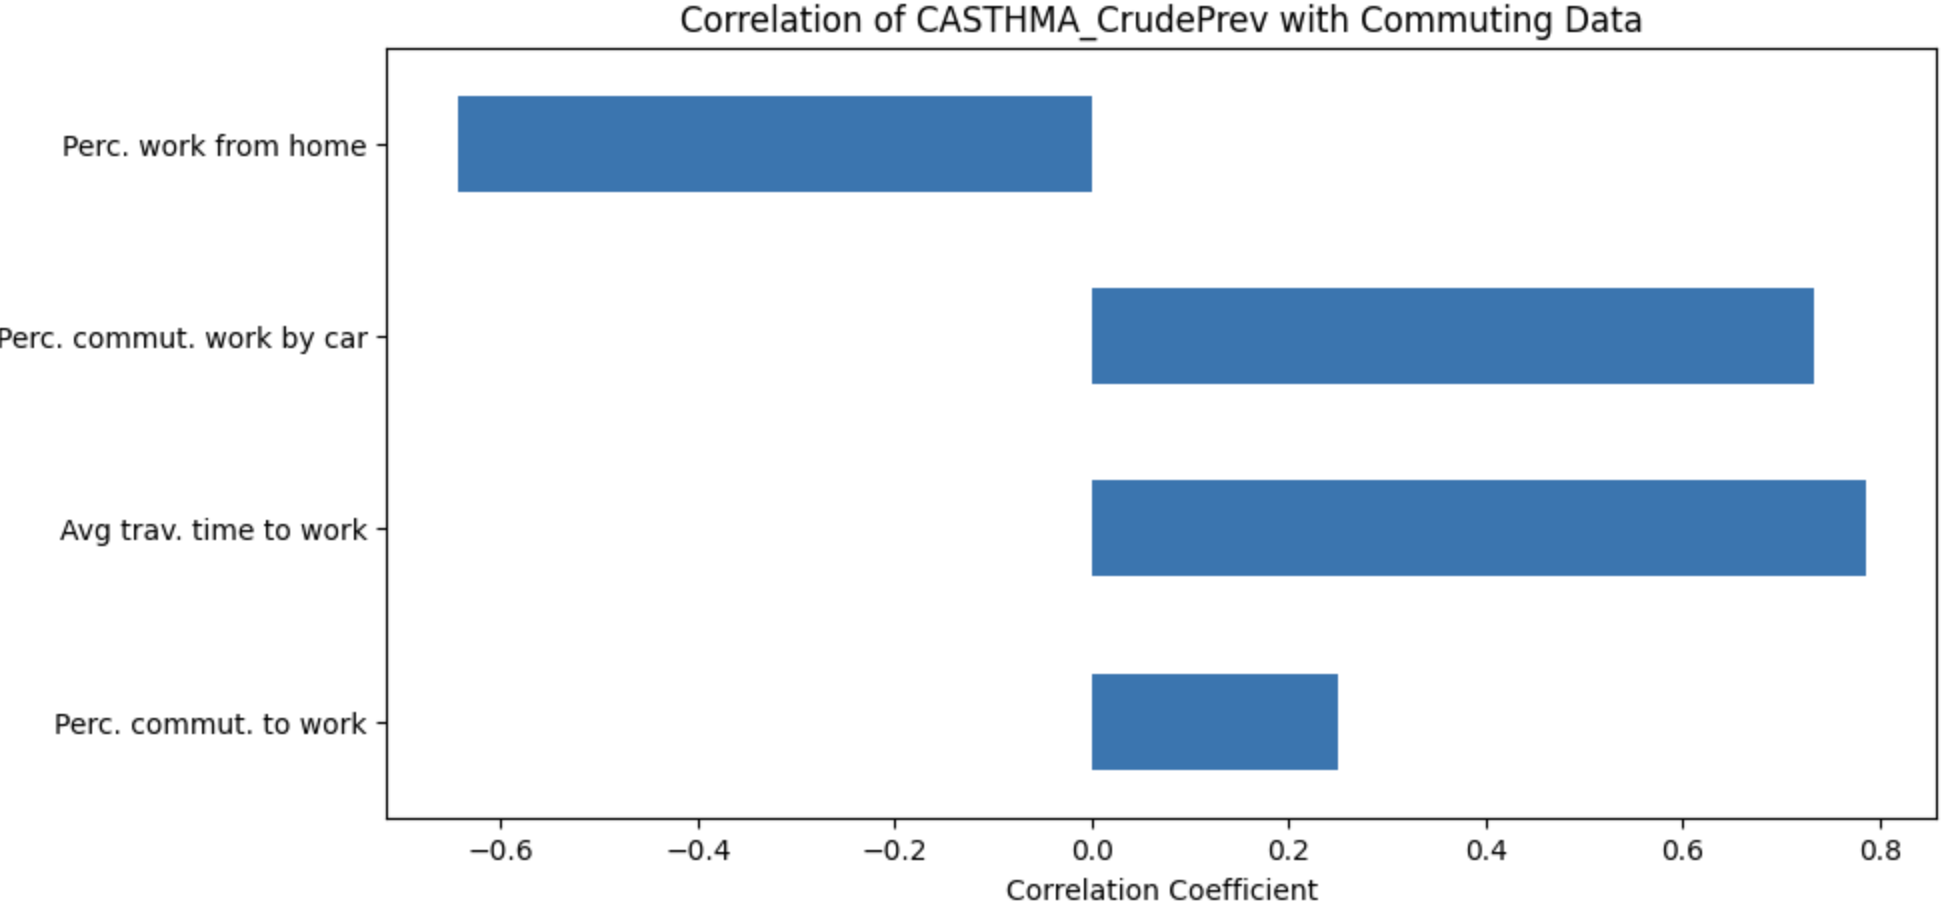 Correlation of CASTHMA_CrudePrev with Commuting Data
Perc. work from home
Perc. commut. work by car
Avg trav. time to work
Perc. commut. to work
−0.6 −0.4 −0.2 0.0 0.2 0.4 0.6 0.8
Correlation Coefficient